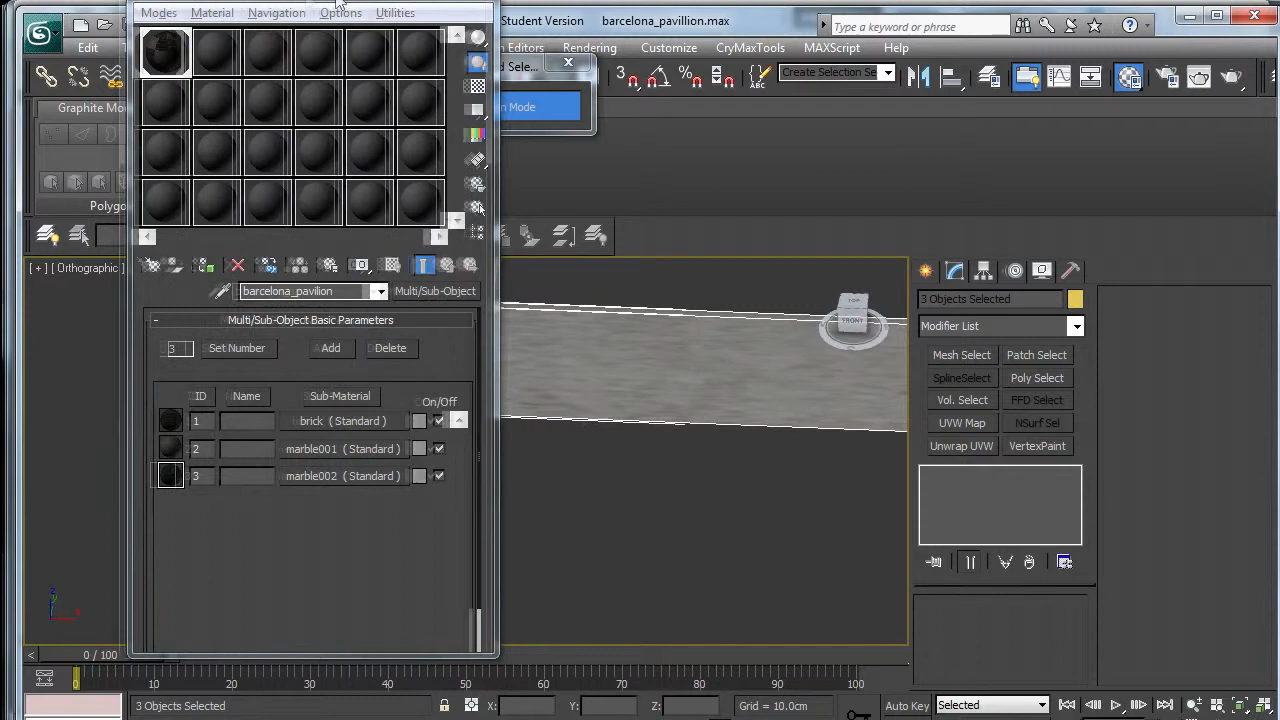 Modes Material Navigation Options Utilities
Student Version barcelona_pavillion.max
Type a keyword or phrase
Edit
Rendering CryMaxTools MAXScript Help
Create Selection Se
ABC
Graphite Mo
n Mode
Polygo
[ + ] [ Orthographic ]
TOP
FRONT
barcelona_pavilion Multi/Sub-Object
- Multi/Sub-Object Basic Parameters
3 Set Number Add Delete
ID Name Sub-Material On/Off
1 brick ( Standard )
2 marble001 ( Standard )
3 marble002 ( Standard )
3 Objects Selected
Modifier List
Mesh Select Patch Select
SplineSelect Poly Select
Vol. Select FFD Select
UVW Map NSurf Sel
Unwrap UVW VertexPaint
0 / 100
0 10 20 30 40 50 60 70 80 90 100
3 Objects Selected X: Y: Z: Grid = 10.0cm Auto Key Selected